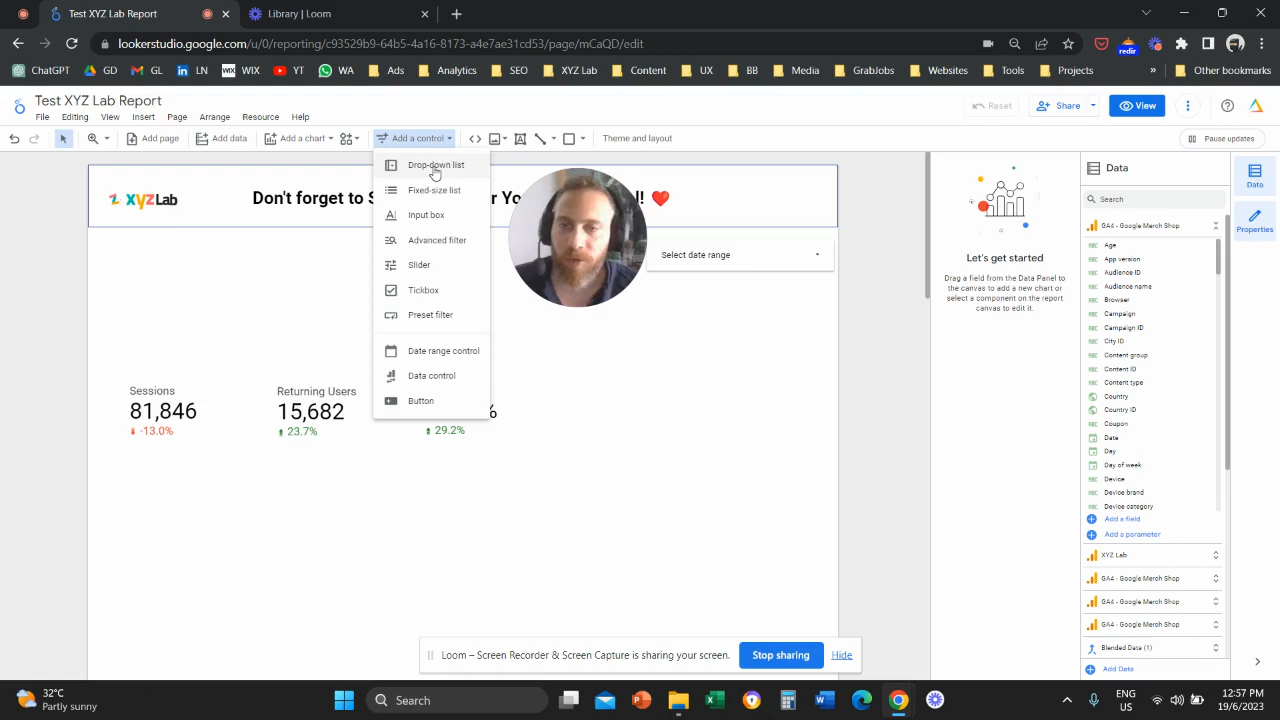 Test XYZ Lab Report
Library | Loom
lookerstudio.google.com/u/0/reporting/c93529b9-64b5-4a16-8173-a4e7ae31cd53/page/mCaQD/edit
redir
ChatGPT
GD
GL
LN
WIX
WIX
YT
WA
Ads
Analytics
SEO
XYZ Lab
Content
UX
BB
Media
GrabJobs
Websites
Tools
Projects
Other bookmarks
Test XYZ Lab Report
File
Edit
View
Insert
Page
Arrange
Resource
Help
Reset
Share
View
Add page
Add data
Add a chart
Add a control
Theme and layout
Pause updates
Drop-down list
Fixed-size list
Input box
Advanced filter
Slider
Tickbox
Preset filter
Date range control
Data control
Button
XYZLab
Don't forget to S
Select date range
Sessions
81,846
-13.0%
Returning Users
15,682
23.7%
%
29.2%
Let's get started
Drag a field from the Data Panel to
the canvas to add a new chart or
select a component on the report
canvas to edit it.
Data
Search
GA4 - Google Merch Shop
Age
App version
Audience ID
Audience name
Browser
Campaign
Campaign ID
City ID
Content group
Content ID
Content type
Country
Country ID
Coupon
Date
Day
Day of week
Device
Device brand
Device category
Add a field
Add a parameter
XYZ Lab
GA4 - Google Merch Shop
GA4 - Google Merch Shop
GA4 - Google Merch Shop
Blended Data (1)
Add Data
Data
Properties
Loom – Screen Recorder & Screen Capture is sharing your screen.
Stop sharing
Hide
32°C
Partly sunny
Search
ENG
US
12:57 PM
19/6/2023